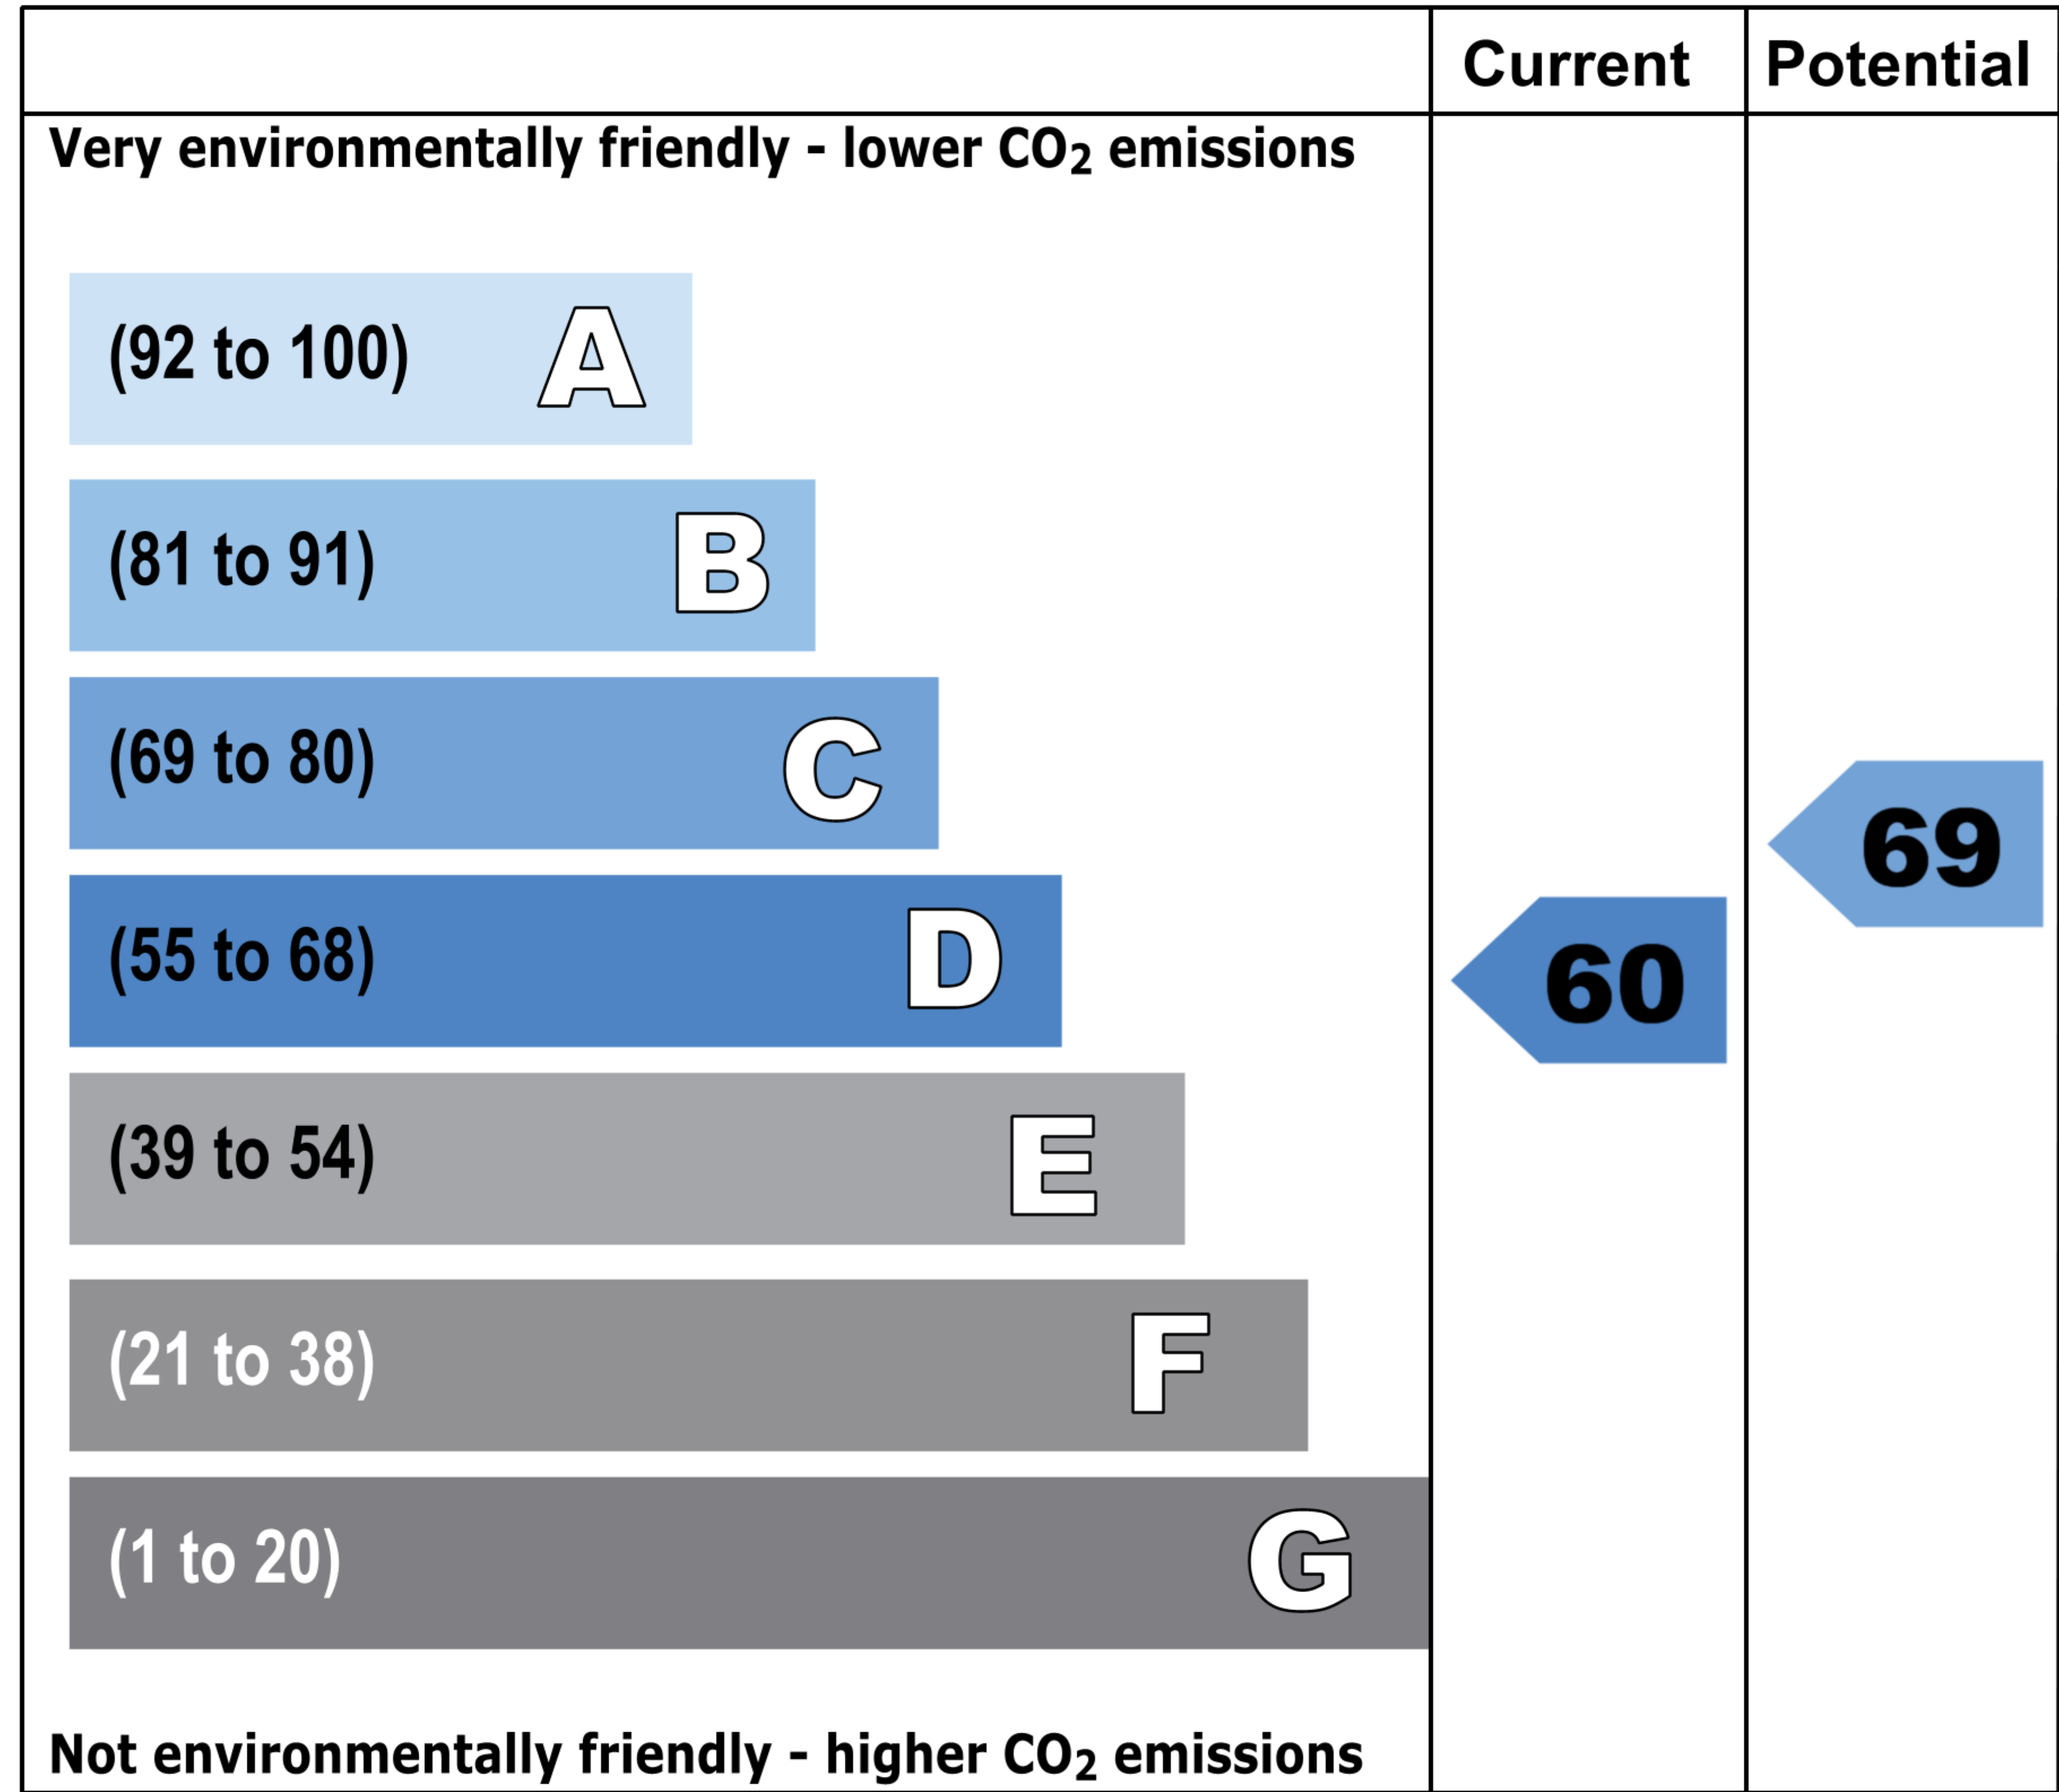 Current Potential
Very environmentally friendly - lower CO₂ emissions
(92 to 100) A
(81 to 91) B
(69 to 80) C
69
(55 to 68) D
60
(39 to 54) E
(21 to 38) F
(1 to 20) G
Not environmentally friendly - higher CO₂ emissions